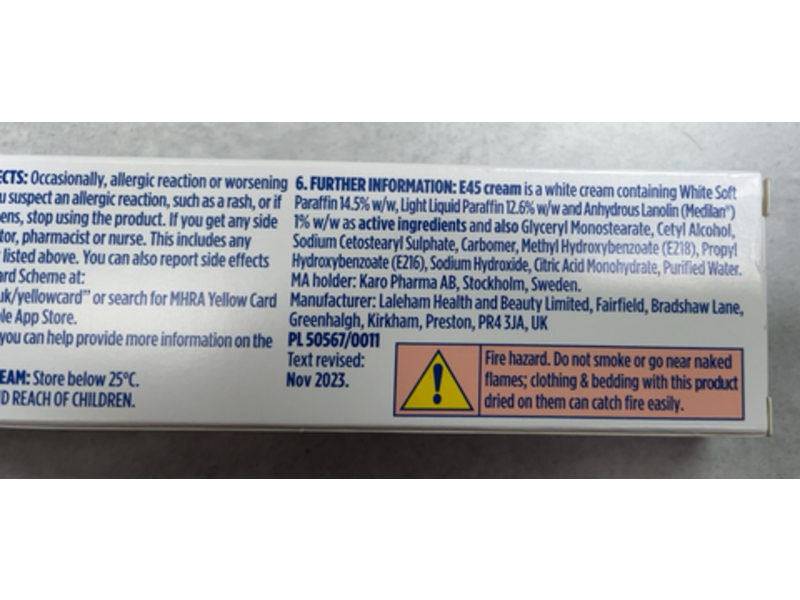 ECTS: Occasionally, allergic reaction or worsening
u suspect an allergic reaction, such as a rash, or if
ens, stop using the product. If you get any side
tor, pharmacist or nurse. This includes any
listed above. You can also report side effects
ard Scheme at:
uk/yellowcard” or search for MHRA Yellow Card
le App Store.
you can help provide more information on the
EAM: Store below 25°C.
ND REACH OF CHILDREN.
6. FURTHER INFORMATION: E45 cream is a white cream containing White Soft
Paraffin 14.5% w/w, Light Liquid Paraffin 12.6% w/w and Anhydrous Lanolin (Medilan®)
1% w/w as active ingredients and also Glyceryl Monostearate, Cetyl Alcohol,
Sodium Cetostearyl Sulphate, Carbomer, Methyl Hydroxybenzoate (E218), Propyl
Hydroxybenzoate (E216), Sodium Hydroxide, Citric Acid Monohydrate, Purified Water.
MA holder: Karo Pharma AB, Stockholm, Sweden.
Manufacturer: Laleham Health and Beauty Limited, Fairfield, Bradshaw Lane,
Greenhalgh, Kirkham, Preston, PR4 3JA, UK
PL 50567/0011
Text revised:
Nov 2023.
Fire hazard. Do not smoke or go near naked
flames; clothing & bedding with this product
dried on them can catch fire easily.